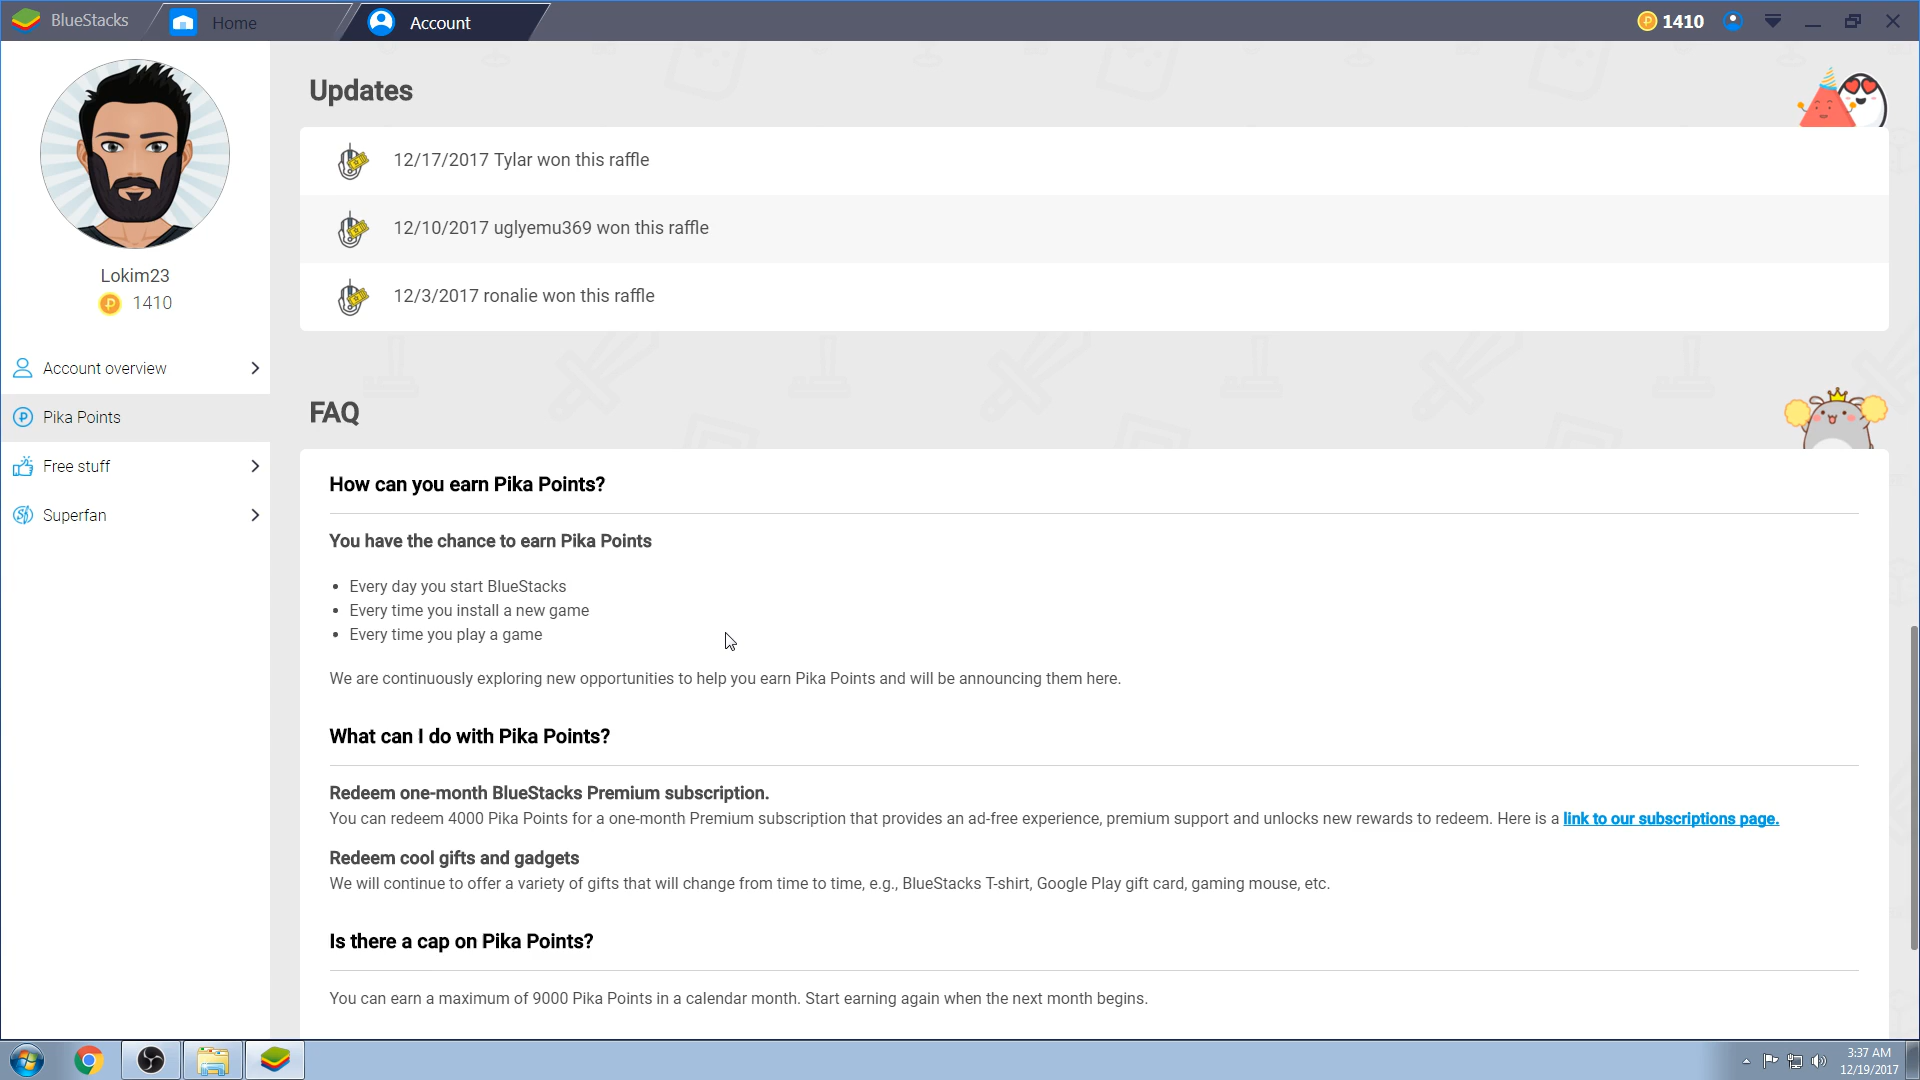 BlueStacks
Home
Account
1410
Lokim23
1410
Account overview
Pika Points
Free stuff
Superfan
Updates
12/17/2017 Tylar won this raffle
12/10/2017 uglyemu369 won this raffle
12/3/2017 ronalie won this raffle
FAQ
How can you earn Pika Points?
You have the chance to earn Pika Points
• Every day you start BlueStacks
• Every time you install a new game
• Every time you play a game
We are continuously exploring new opportunities to help you earn Pika Points and will be announcing them here.
What can I do with Pika Points?
Redeem one-month BlueStacks Premium subscription.
You can redeem 4000 Pika Points for a one-month Premium subscription that provides an ad-free experience, premium support and unlocks new rewards to redeem. Here is a link to our subscriptions page.
Redeem cool gifts and gadgets
We will continue to offer a variety of gifts that will change from time to time, e.g., BlueStacks T-shirt, Google Play gift card, gaming mouse, etc.
Is there a cap on Pika Points?
You can earn a maximum of 9000 Pika Points in a calendar month. Start earning again when the next month begins.
3:37 AM
12/19/2017